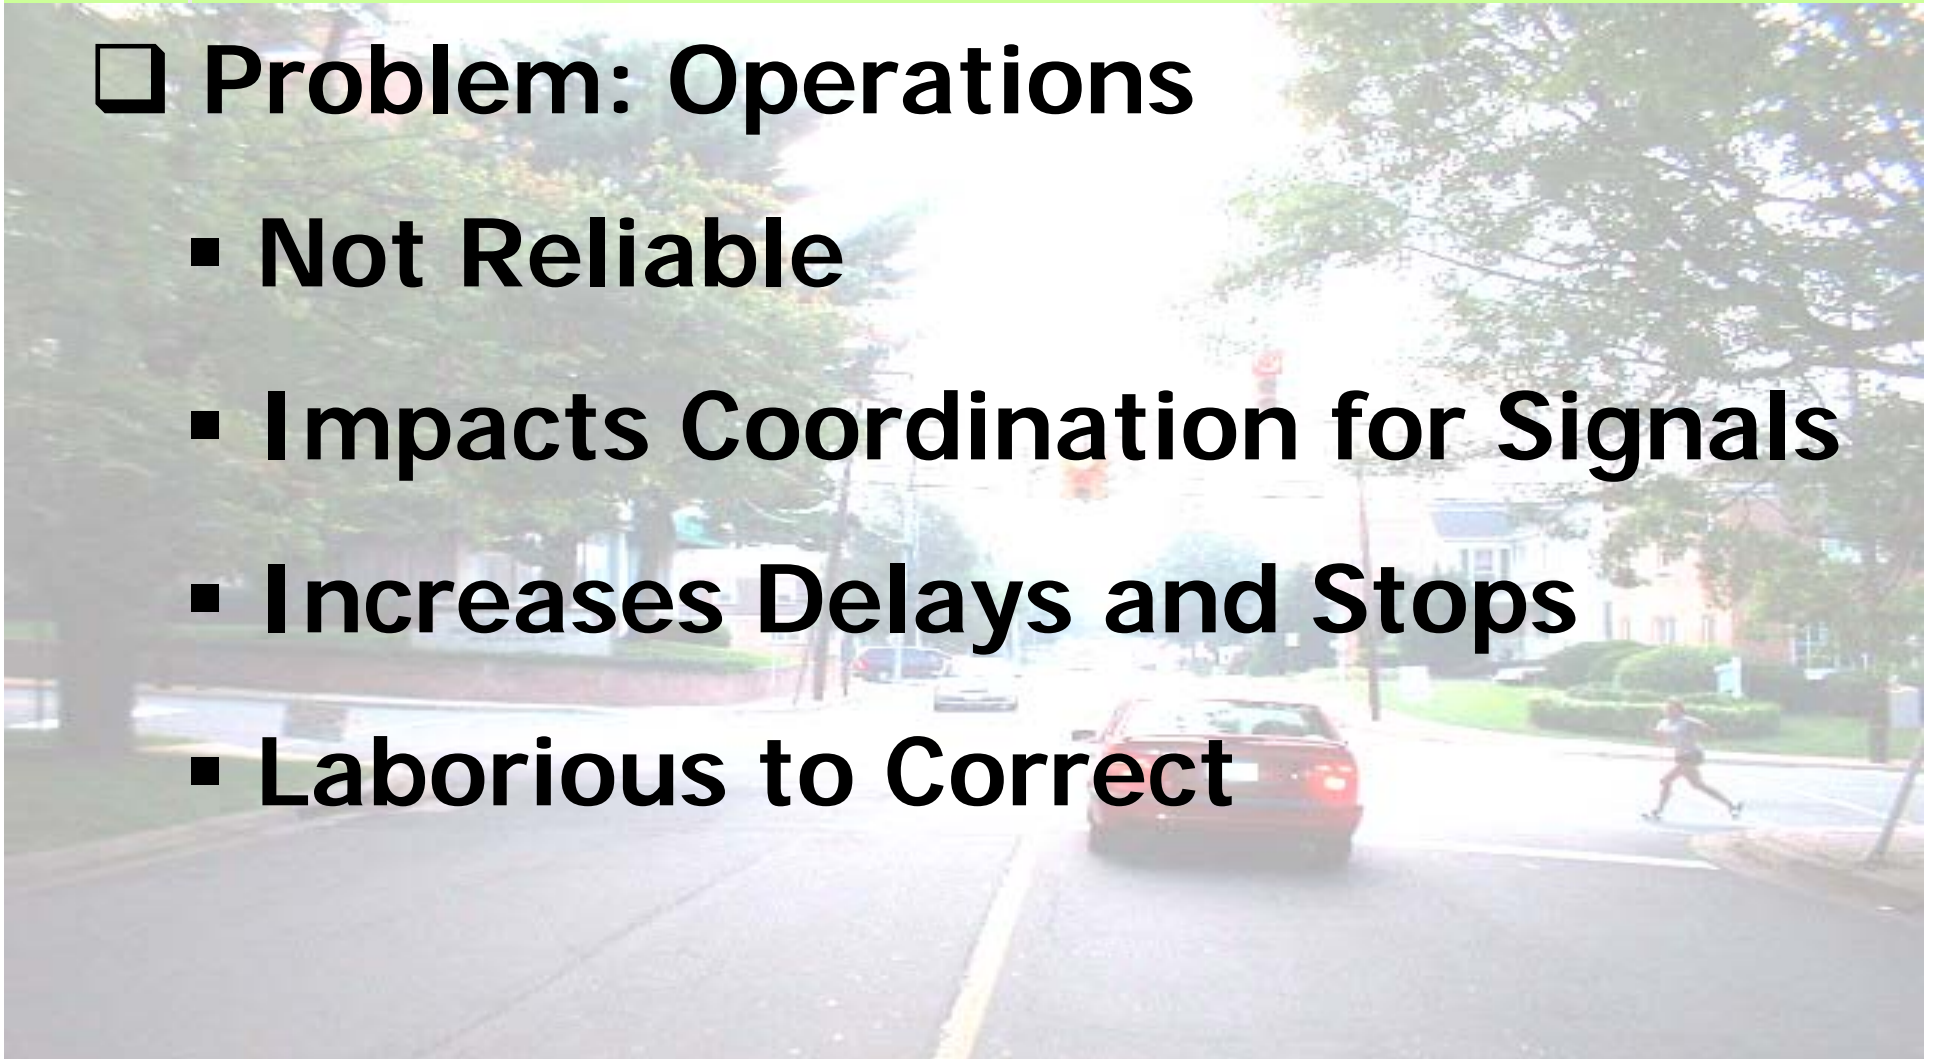 ❑ Problem: Operations
▪ Not Reliable
▪ Impacts Coordination for Signals
▪ Increases Delays and Stops
▪ Laborious to Correct